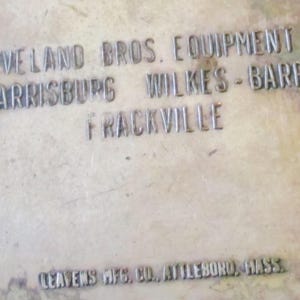 VELAND BROS. EQUIPMENT
ARRISBURG WILKES-BARR
FRACKVILLE
LEAVENS MFG. CO., ATTLEBORO, MASS.